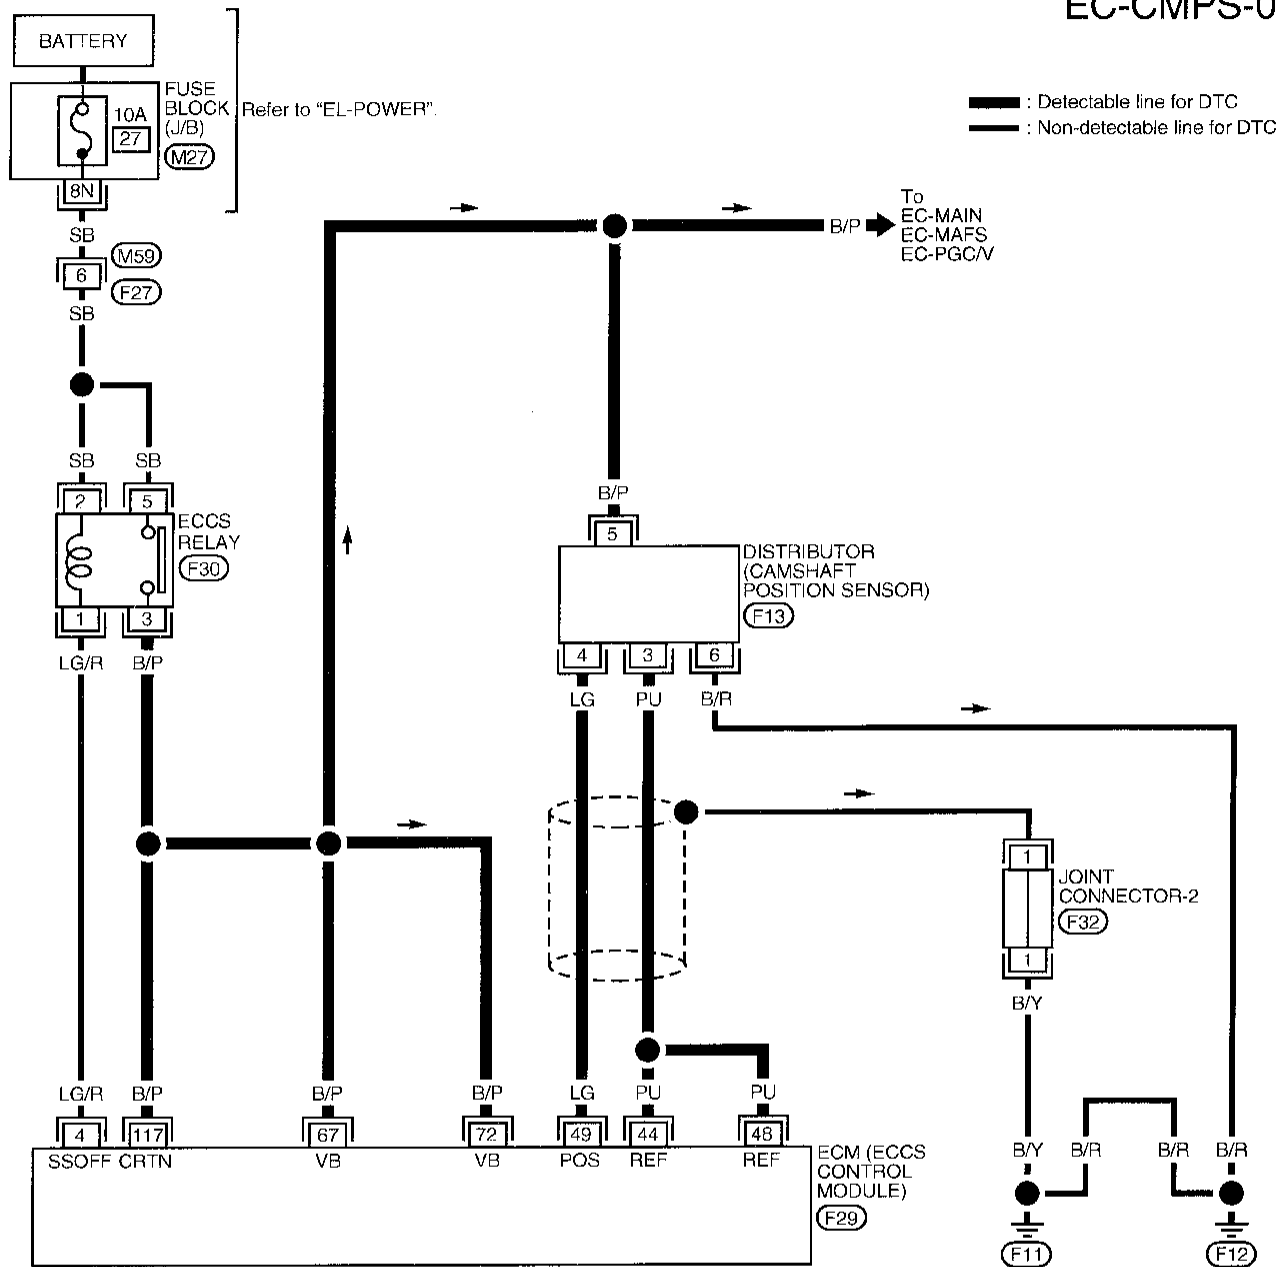 EC-CMPS-0
BATTERY
FUSE
BLOCK
(J/B)
M27
10A
27
8N
Refer to "EL-POWER".
: Detectable line for DTC
: Non-detectable line for DTC
SB
M59
6
F27
SB
To
EC-MAIN
EC-MAFS
EC-PGC/V
B/P
SB SB
2 5
ECCS
RELAY
F30
1 3
LG/R B/P
B/P
5
DISTRIBUTOR
(CAMSHAFT
POSITION SENSOR)
F13
4 3 6
LG PU B/R
1
JOINT
CONNECTOR-2
F32
1
B/Y
LG/R B/P B/P B/P LG PU PU
4 117 67 72 49 44 48
SSOFF CRTN VB VB POS REF REF
ECM (ECCS
CONTROL
MODULE)
F29
B/Y B/R B/R B/R
F11 F12